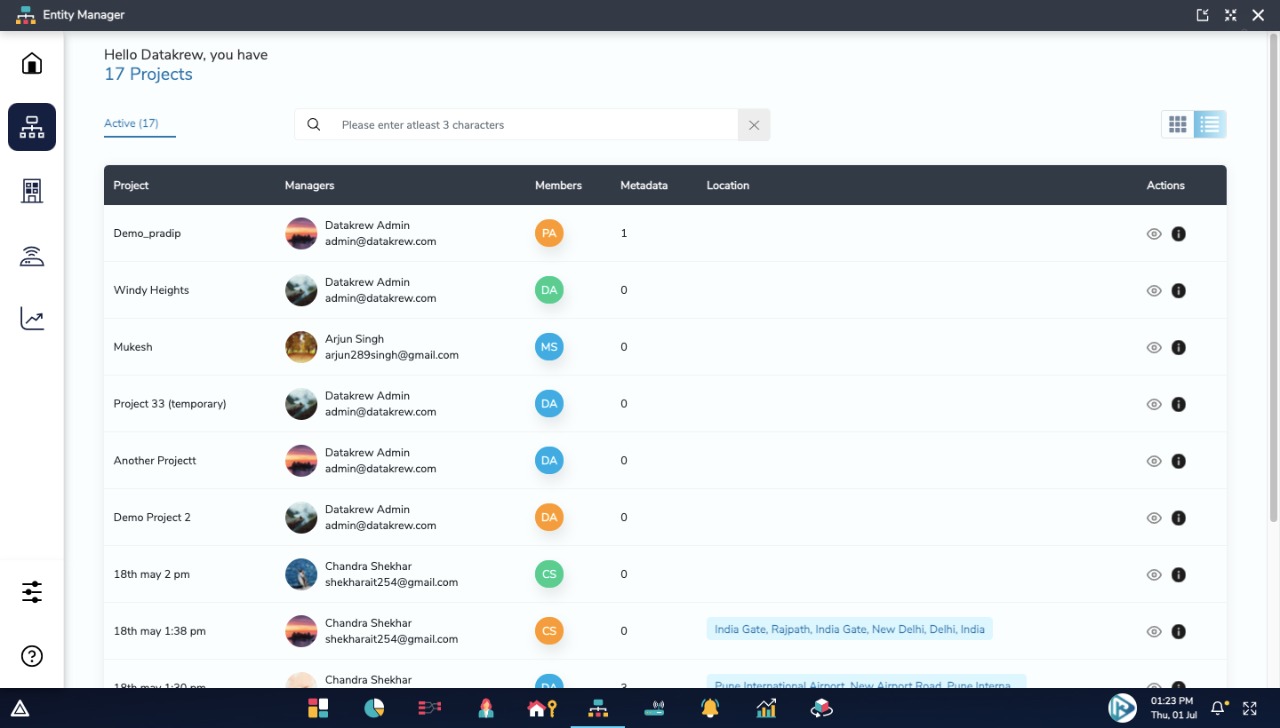 Entity Manager
Hello Datakrew, you have
17 Projects
Active (17)
Please enter atleast 3 characters
Project Managers Members Metadata Location Actions
Demo_pradip Datakrew Admin admin@datakrew.com PA 1
Windy Heights Datakrew Admin admin@datakrew.com DA 0
Mukesh Arjun Singh arjun289singh@gmail.com MS 0
Project 33 (temporary) Datakrew Admin admin@datakrew.com DA 0
Another Projectt Datakrew Admin admin@datakrew.com DA 0
Demo Project 2 Datakrew Admin admin@datakrew.com DA 0
18th may 2 pm Chandra Shekhar shekharait254@gmail.com CS 0
18th may 1:38 pm Chandra Shekhar shekharait254@gmail.com CS 0 India Gate, Rajpath, India Gate, New Delhi, Delhi, India
18th may 1:30 pm Chandra Shekhar DA 3 Pune International Airport, New Airport Road, Pune Interna...
01:23 PM
Thu, 01 Jul